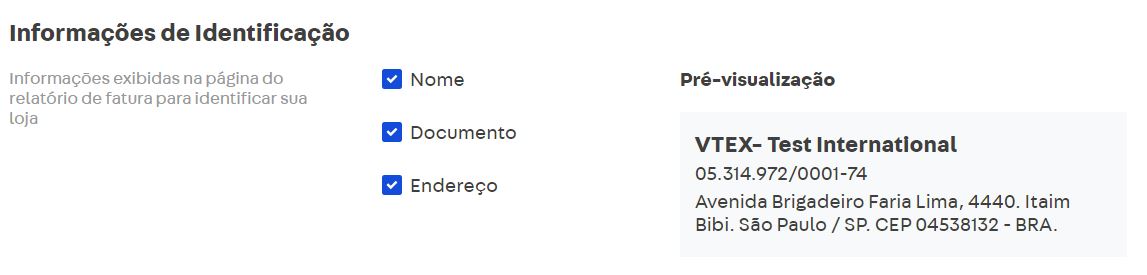 Informações de Identificação
Informações exibidas na página do
relatório de fatura para identificar sua
loja
Nome
Documento
Endereço
Pré-visualização
VTEX- Test International
05.314.972/0001-74
Avenida Brigadeiro Faria Lima, 4440. Itaim
Bibi. São Paulo / SP. CEP 04538132 - BRA.